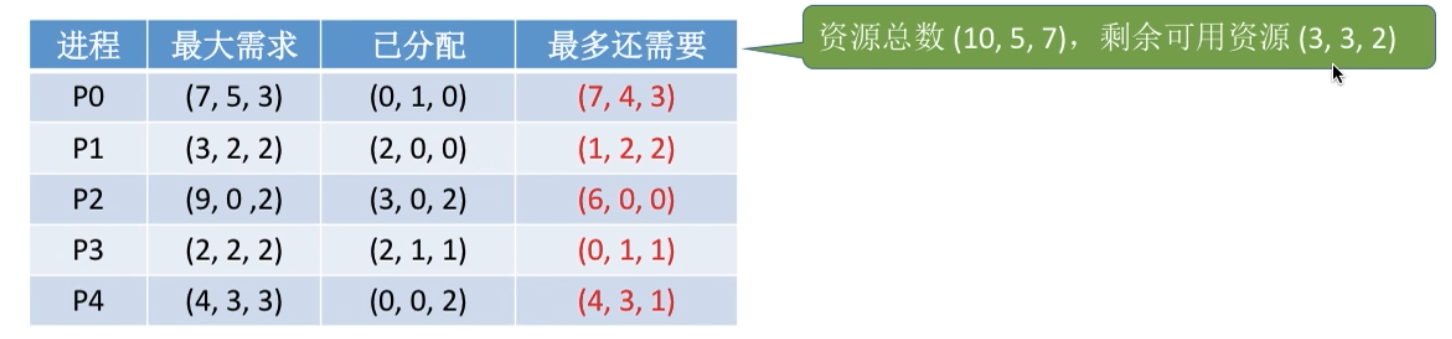 进程 最大需求 已分配 最多还需要
资源总数 (10, 5, 7)，剩余可用资源 (3, 3, 2)
P0 (7, 5, 3) (0, 1, 0) (7, 4, 3)
P1 (3, 2, 2) (2, 0, 0) (1, 2, 2)
P2 (9, 0 ,2) (3, 0, 2) (6, 0, 0)
P3 (2, 2, 2) (2, 1, 1) (0, 1, 1)
P4 (4, 3, 3) (0, 0, 2) (4, 3, 1)